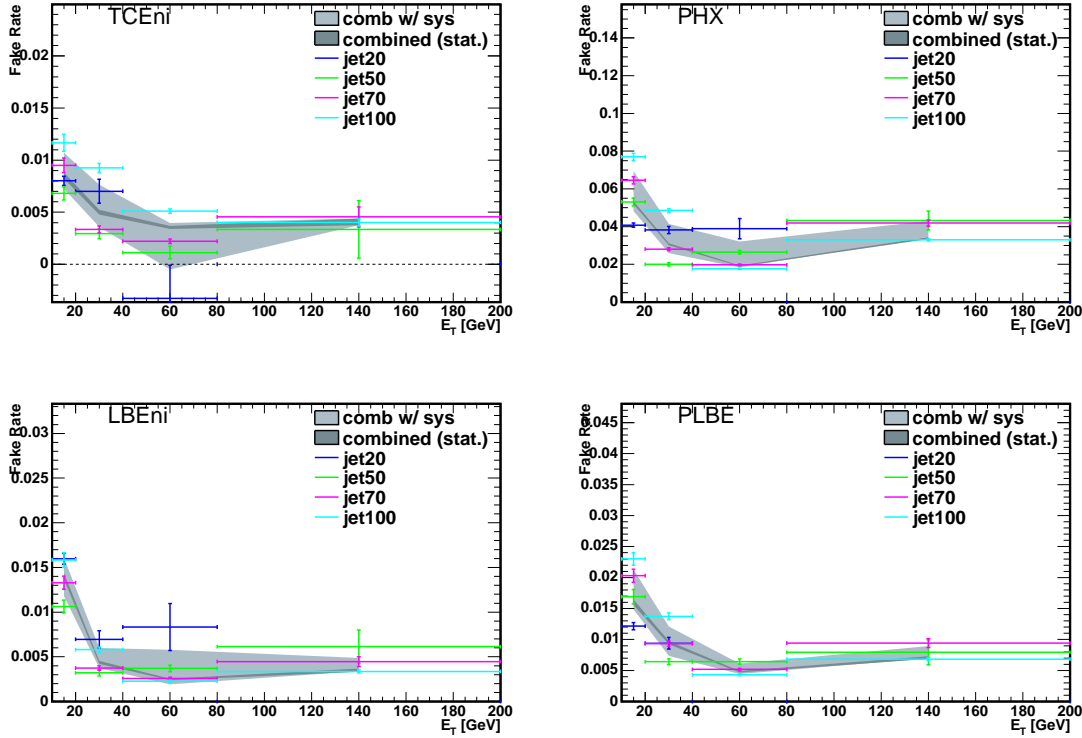 TCEni
Fake Rate
comb w/ sys
combined (stat.)
jet20
jet50
jet70
jet100
0.02
0.015
0.01
0.005
0
20 40 60 80 100 120 140 160 180 200
E_T [GeV]
PHX
Fake Rate
comb w/ sys
combined (stat.)
jet20
jet50
jet70
jet100
0.14
0.12
0.1
0.08
0.06
0.04
0.02
0
20 40 60 80 100 120 140 160 180 200
E_T [GeV]
LBEni
Fake Rate
comb w/ sys
combined (stat.)
jet20
jet50
jet70
jet100
0.03
0.025
0.02
0.015
0.01
0.005
0
20 40 60 80 100 120 140 160 180 200
E_T [GeV]
PLBE
Fake Rate
comb w/ sys
combined (stat.)
jet20
jet50
jet70
jet100
0.045
0.04
0.035
0.03
0.025
0.02
0.015
0.01
0.005
0
20 40 60 80 100 120 140 160 180 200
E_T [GeV]